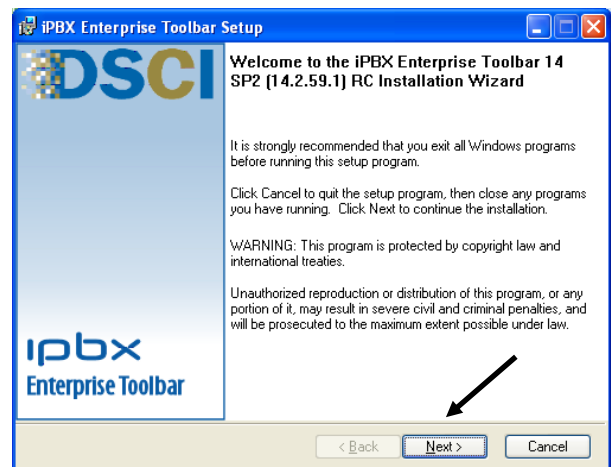 iPBX Enterprise Toolbar Setup
DSCI
Welcome to the iPBX Enterprise Toolbar 14
SP2 (14.2.59.1) RC Installation Wizard
It is strongly recommended that you exit all Windows programs
before running this setup program.
Click Cancel to quit the setup program, then close any programs
you have running. Click Next to continue the installation.
WARNING: This program is protected by copyright law and
international treaties.
Unauthorized reproduction or distribution of this program, or any
portion of it, may result in severe civil and criminal penalties, and
will be prosecuted to the maximum extent possible under law.
ipbx
Enterprise Toolbar
< Back
Next >
Cancel